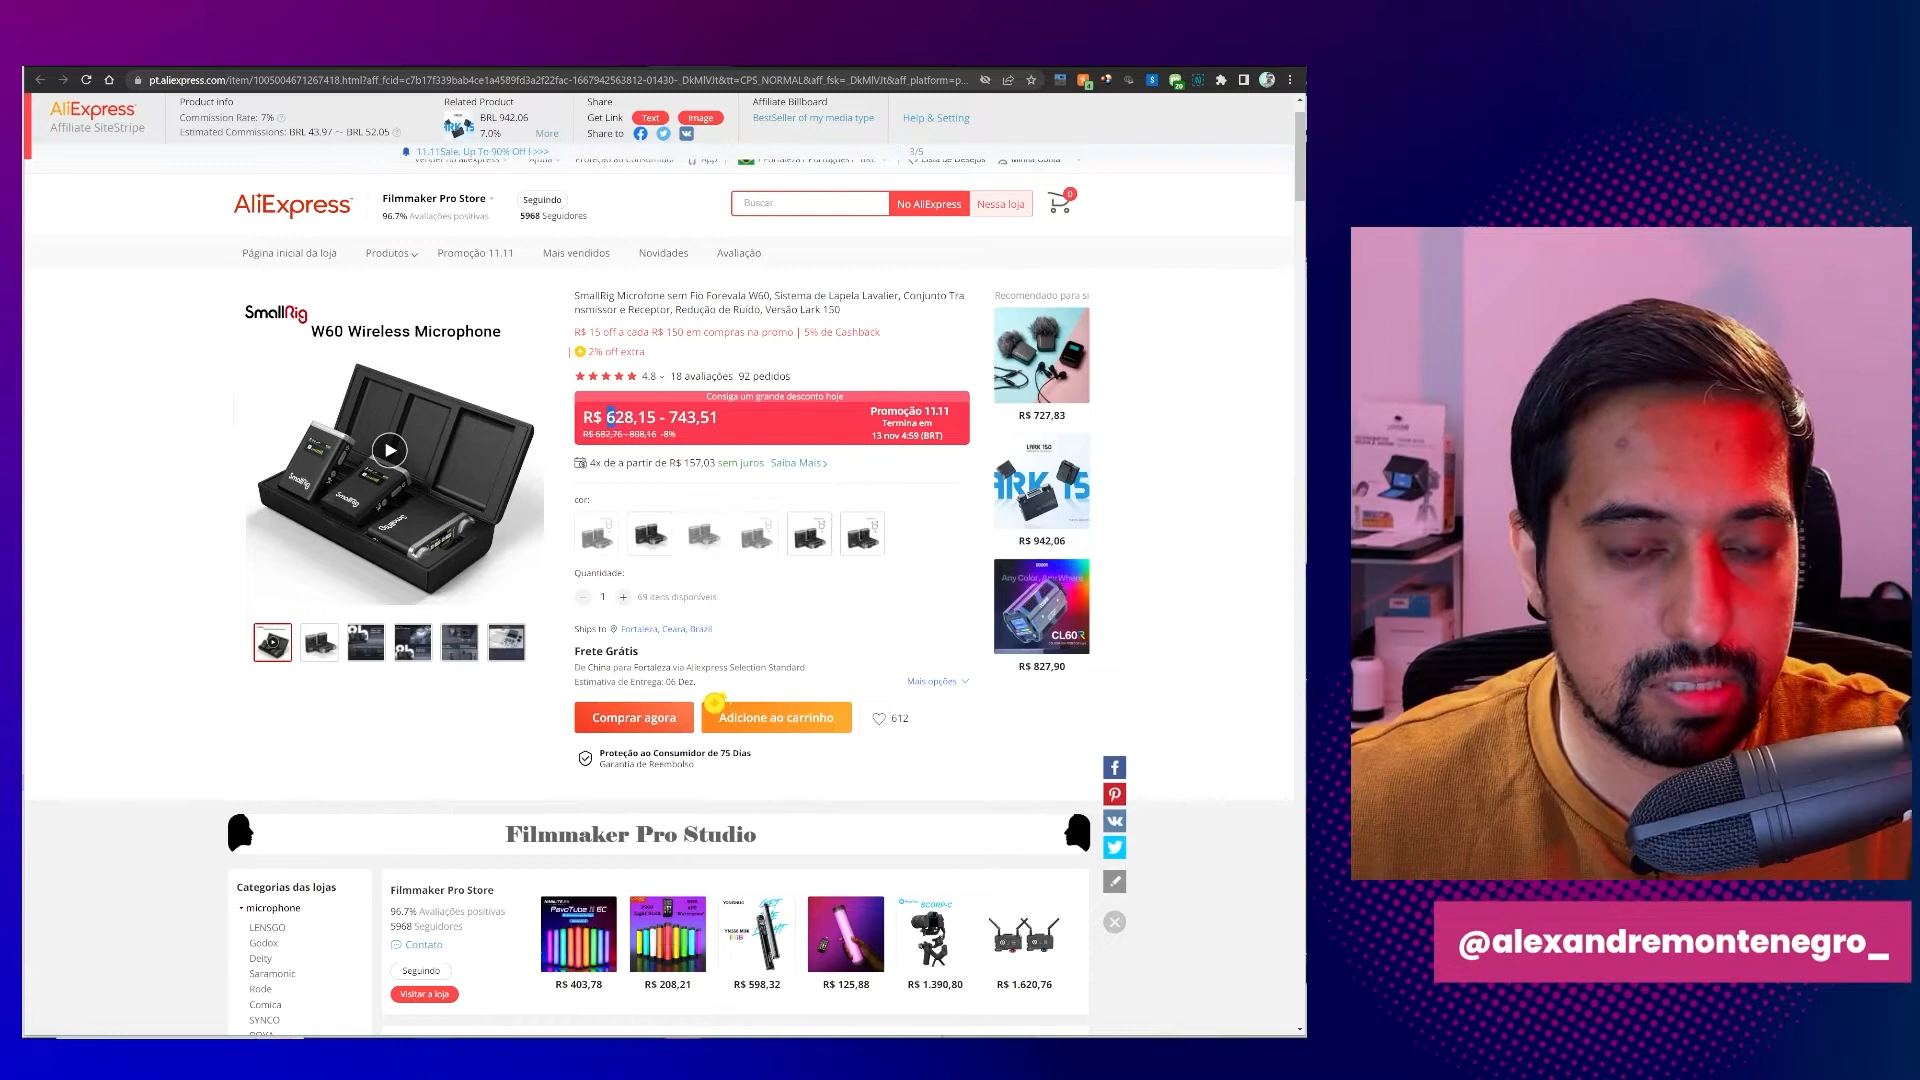 pt.aliexpress.com/item/1005004671267418.html?aff_fcid=c7b17f339bab4ce1a4589fd3a2f22fac-1667942563812-01430-_DkMlVJt&tt=CPS_NORMAL&aff_fsk=_DkMlVJt&aff_platform=p...
AliExpress
Affiliate SiteStripe
Product info
Commission Rate: 7%
Estimated Commissions: BRL 43.97 ～ BRL 52.05
Related Product
BRL 942.06
7.0%
More
Share
Get Link
Text
Image
Share to
Affiliate Billboard
BestSeller of my media type
Help & Setting
11.11Sale, Up To 90% Off ! >>>
3/5
AliExpress
Filmmaker Pro Store
96.7% Avaliações positivas
Seguindo
5968 Seguidores
Buscar
No AliExpress
Nessa loja
0
Página inicial da loja
Produtos
Promoção 11.11
Mais vendidos
Novidades
Avaliação
SmallRig
W60 Wireless Microphone
SmallRig Microfone sem Fio Forevala W60, Sistema de Lapela Lavalier, Conjunto Tra
nsmissor e Receptor, Redução de Ruído, Versão Lark 150
R$ 15 off a cada R$ 150 em compras na promo | 5% de Cashback
| 2% off extra
4.8
18 avaliações
92 pedidos
Consiga um grande desconto hoje
R$ 628,15 - 743,51
R$ 682,76 - 808,16 -8%
Promoção 11.11
Termina em
13 nov 4:59 (BRT)
4x de a partir de R$ 157,03 sem juros Saiba Mais
cor:
Quantidade:
1
69 itens disponíveis
Ships to
Fortaleza, Ceara, Brazil
Frete Grátis
De China para Fortaleza via Aliexpress Selection Standard
Estimativa de Entrega: 06 Dez.
Mais opções
Comprar agora
Adicione ao carrinho
612
Proteção ao Consumidor de 75 Dias
Garantia de Reembolso
Recomendado para si
R$ 727,83
LARK 150
R$ 942,06
Any Color, AnyWhere
CL60R
R$ 827,90
Filmmaker Pro Studio
Categorias das lojas
microphone
LENSGO
Godox
Deity
Saramonic
Rode
Comica
SYNCO
Filmmaker Pro Store
96.7% Avaliações positivas
5968 Seguidores
Contato
Seguindo
Visitar a loja
R$ 403,78
R$ 208,21
R$ 598,32
R$ 125,88
SCORP-C
R$ 1.390,80
R$ 1.620,76
@alexandremontenegro_